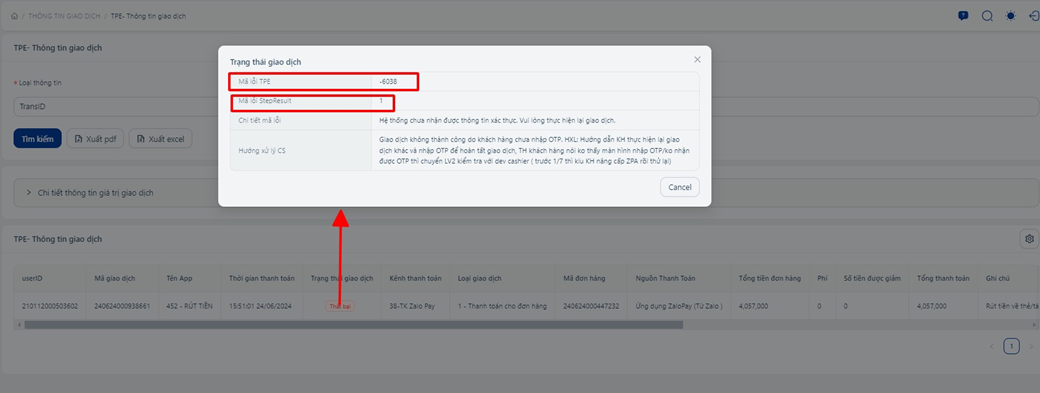 THÔNG TIN GIAO DỊCH / TPE- Thông tin giao dịch
TPE- Thông tin giao dịch
* Loại thông tin
TransID
Tìm kiếm Xuất pdf Xuất excel
Chi tiết thông tin giá trị giao dịch
Trạng thái giao dịch
Mã lỗi TPE -6038
Mã lỗi StepResult 1
Chi tiết mã lỗi Hệ thống chưa nhận được thông tin xác thực. Vui lòng thực hiện lại giao dịch.
Giao dịch không thành công do khách hàng chưa nhập OTP. HXL: Hướng dẫn KH thực hiện lại giao
Hướng xử lý CS dịch khác và nhập OTP để hoàn tất giao dịch, TH khách hàng nói ko thấy màn hình nhập OTP/ko nhận
được OTP thì chuyển LV2 kiểm tra với dev cashier ( trước 1/7 thì kiu KH nâng cấp ZPA rồi thử lại)
Cancel
TPE- Thông tin giao dịch
userID Mã giao dịch Tên App Thời gian thanh toán Trạng thái giao dịch Kênh thanh toán Loại giao dịch Mã đơn hàng Nguồn Thanh Toán Tổng tiền đơn hàng Phí Số tiền được giảm Tổng thanh toán Ghi chú
210112000503602 240624000938661 452 - RÚT TIỀN 15:51:01 24/06/2024 Thất bại 38-TK Zalo Pay 1 - Thanh toán cho đơn hàng 240624000447232 Ứng dụng ZaloPay (Từ Zalo ) 4,057,000 0 0 4,057,000 Rút tiền về thẻ/tà
1